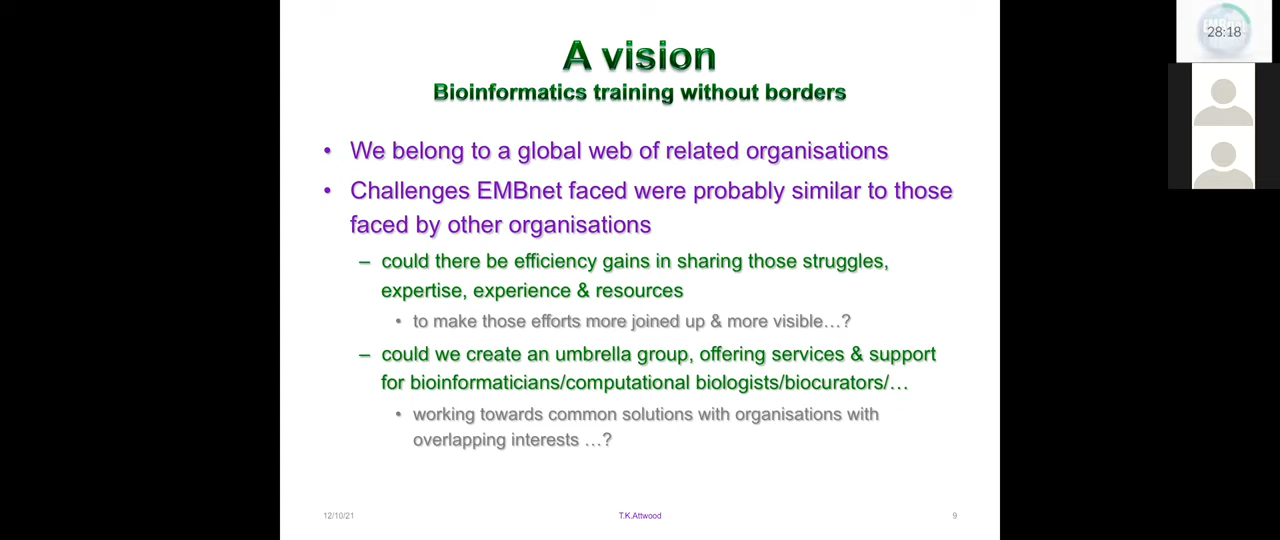 28:18
A vision
Bioinformatics training without borders
• We belong to a global web of related organisations
• Challenges EMBnet faced were probably similar to those
faced by other organisations
– could there be efficiency gains in sharing those struggles,
expertise, experience & resources
• to make those efforts more joined up & more visible…?
– could we create an umbrella group, offering services & support
for bioinformaticians/computational biologists/biocurators/…
• working towards common solutions with organisations with
overlapping interests …?
12/10/21
T.K.Attwood
9